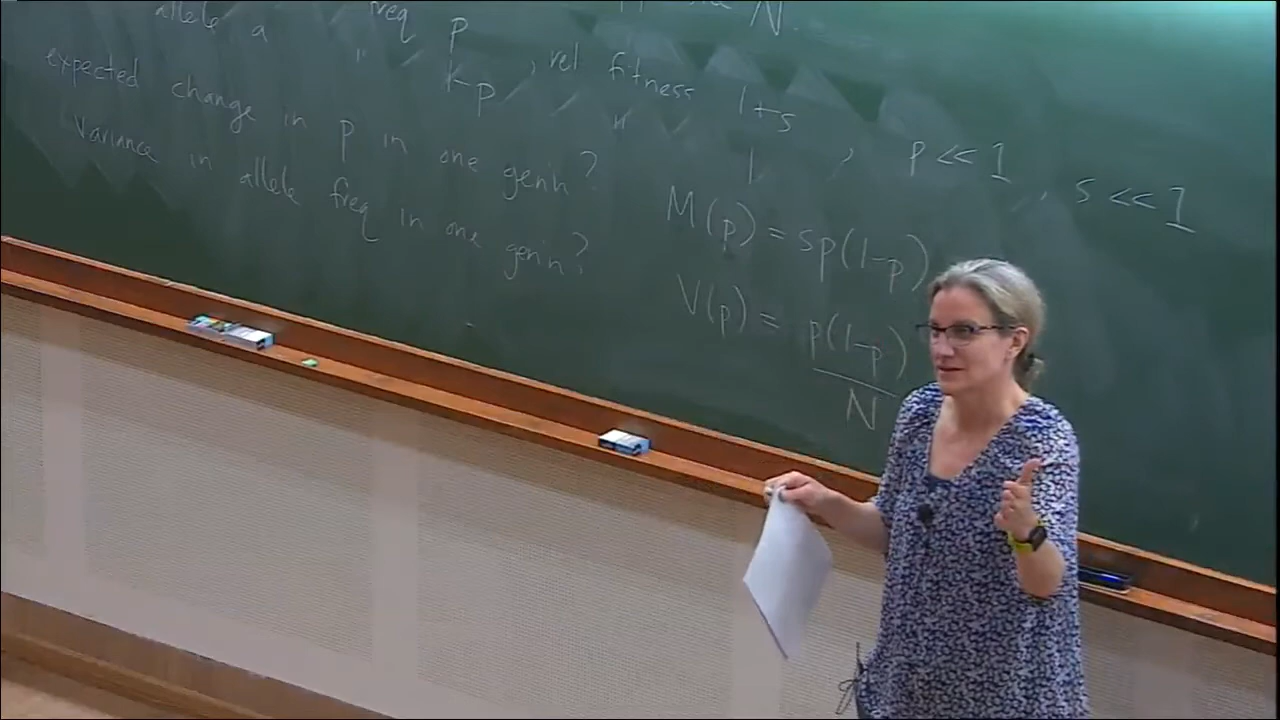 allele a freq p N.
" 1-p , rel fitness 1+s
" 1 , p << 1 , s << 1
expected change in p in one gen'n? M(p) = sp(1-p)
Variance in allele freq in one gen'n? V(p) = p(1-p)
N